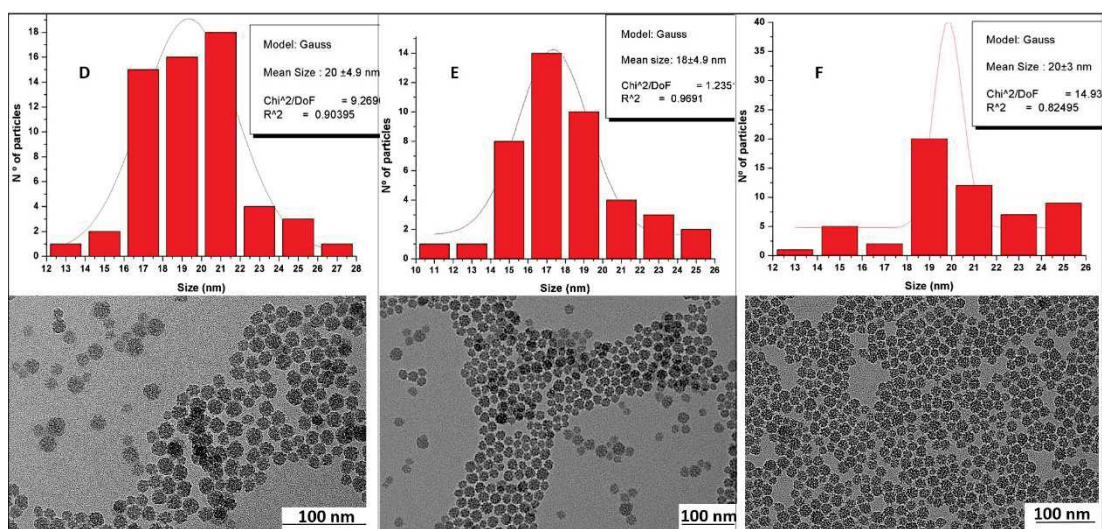 D
Model: Gauss
Mean Size : 20 ±4.9 nm
Chi^2/DoF = 9.2690
R^2 = 0.90395
N º of particles
18
16
14
12
10
8
6
4
2
0
12 13 14 15 16 17 18 19 20 21 22 23 24 25 26 27 28
Size (nm)
E
Model: Gauss
Mean size: 18±4.9 nm
Chi^2/DoF = 1.2351
R^2 = 0.9691
Nº of particles
14
12
10
8
6
4
2
0
10 11 12 13 14 15 16 17 18 19 20 21 22 23 24 25 26
Size (nm)
F
Model: Gauss
Mean Size : 20±3 nm
Chi^2/DoF = 14.93
R^2 = 0.82495
Nº of particles
40
35
30
25
20
15
10
5
0
12 13 14 15 16 17 18 19 20 21 22 23 24 25 26
Size (nm)
100 nm
100 nm
100 nm